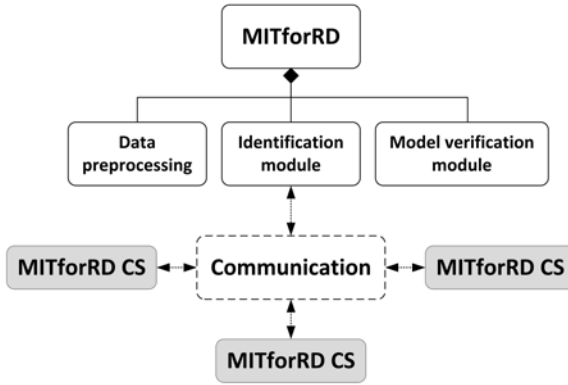 MITforRD
Data
preprocessing
Identification
module
Model verification
module
MITforRD CS
Communication
MITforRD CS
MITforRD CS